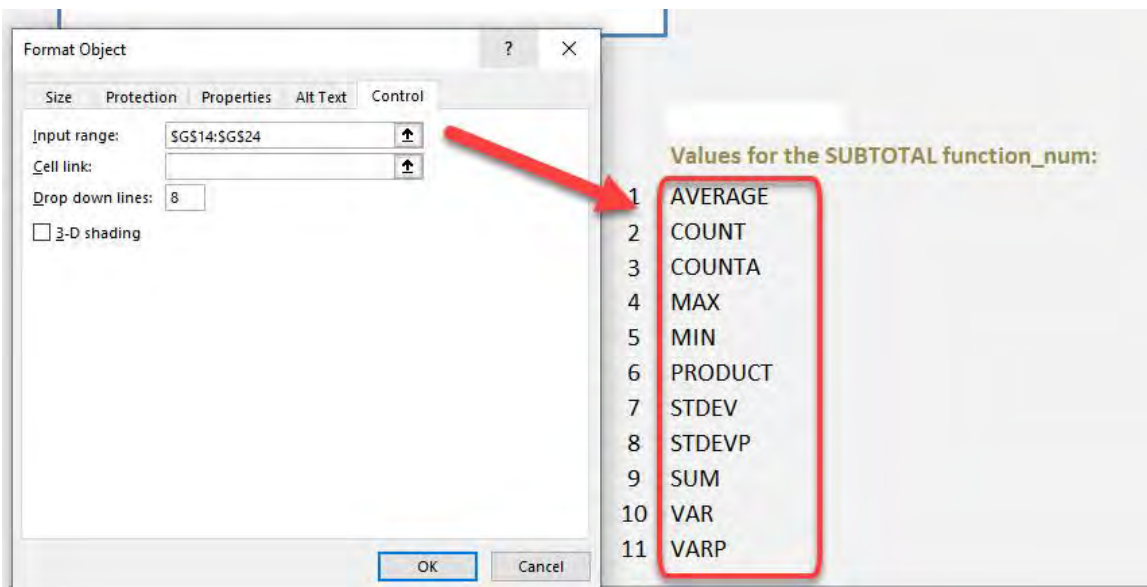 Format Object ? ×
Size Protection Properties Alt Text Control
Input range: $G$14:$G$24
Cell link:
Drop down lines: 8
3-D shading
OK Cancel
Values for the SUBTOTAL function_num:
1 AVERAGE
2 COUNT
3 COUNTA
4 MAX
5 MIN
6 PRODUCT
7 STDEV
8 STDEVP
9 SUM
10 VAR
11 VARP